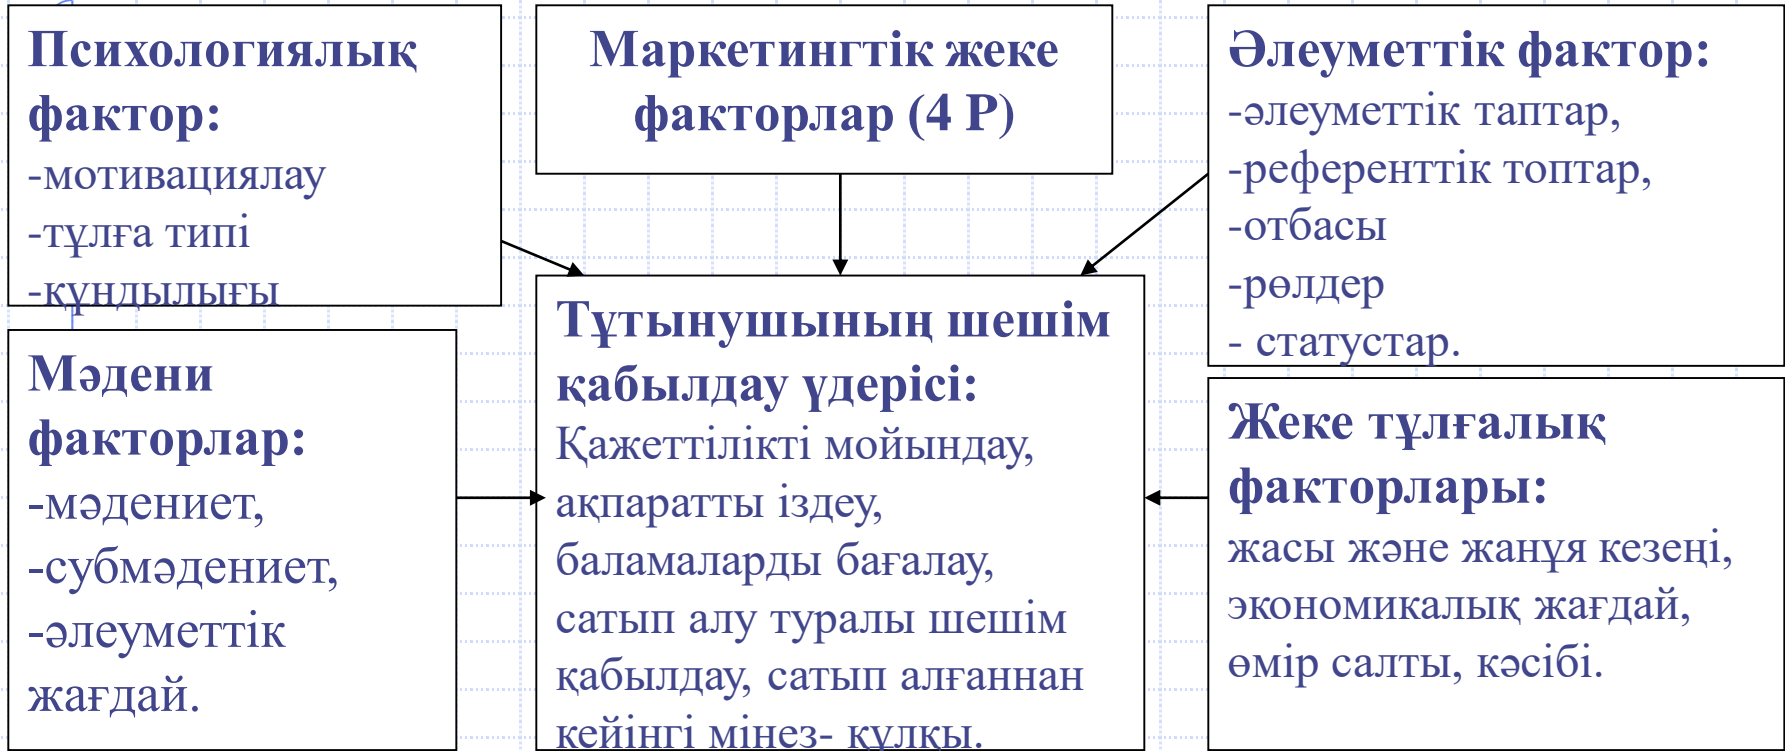 Психологиялық
фактор:
-мотивациялау
-тұлға типі
-құндылығы
Маркетингтік жеке
факторлар (4 Р)
Әлеуметтік фактор:
-әлеуметтік таптар,
-референттік топтар,
-отбасы
-рөлдер
- статустар.
Мәдени
факторлар:
-мәдениет,
-субмәдениет,
-әлеуметтік
жағдай.
Тұтынушының шешім
қабылдау үдерісі:
Қажеттілікті мойындау,
ақпаратты іздеу,
баламаларды бағалау,
сатып алу туралы шешім
қабылдау, сатып алғаннан
кейінгі мінез- құлқы.
Жеке тұлғалық
факторлары:
жасы және жанұя кезеңі,
экономикалық жағдай,
өмір салты, кәсібі.